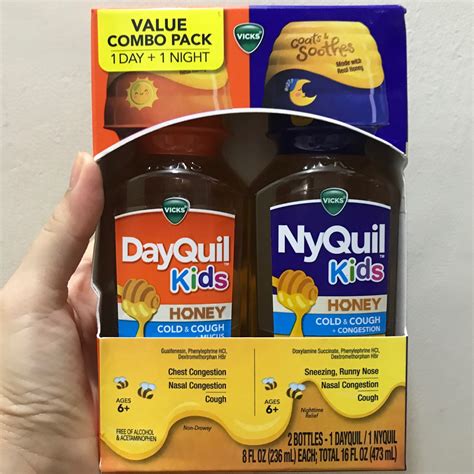 VALUE
COMBO PACK
1 DAY + 1 NIGHT
VICKS
Coats &
Soothes
Made with
Real Honey
VICKS
DayQuil™
Kids
HONEY
COLD & COUGH
+ MUCUS
VICKS
NyQuil™
Kids
HONEY
COLD & COUGH
+ CONGESTION
Guaifenesin, Phenylephrine HCl,
Dextromethorphan HBr
Chest Congestion
Nasal Congestion
Cough
AGES
6+
FREE OF ALCOHOL
& ACETAMINOPHEN
Non-Drowsy
Doxylamine Succinate, Phenylephrine HCl,
Dextromethorphan HBr
Sneezing, Runny Nose
Nasal Congestion
Cough
AGES
6+
Nighttime
Relief
2 BOTTLES - 1 DAYQUIL / 1 NYQUIL
8 FL OZ (236 mL) EACH; TOTAL 16 FL OZ (473 mL)